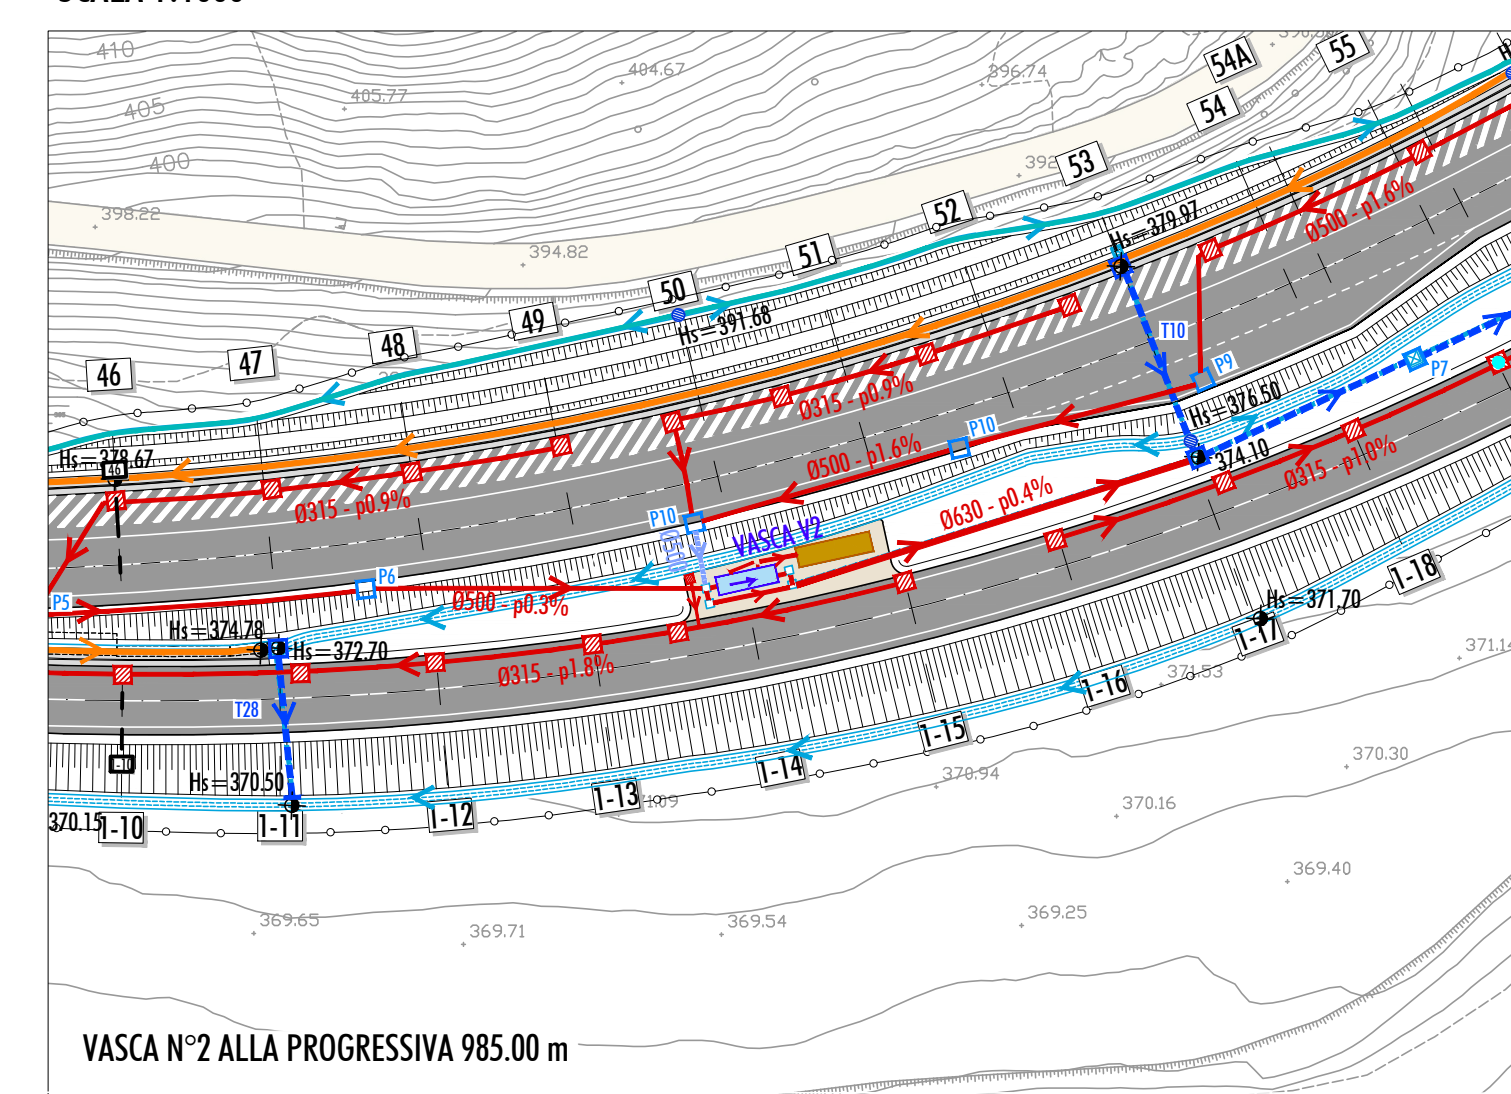 410
405
400
405.77
404.67
396.74
398.22
394.82
54A
55
54
53
52
51
50
49
48
47
46
Hs=379.97
Hs=391.68
Hs=378.67
46
Ø500 - p1.6%
T10
P9
P7
Hs=376.50
374.10
Ø315 - p0.9%
Ø315 - p0.9%
Ø500 - p1.6%
P10
P10
Ø630 - p0.4%
Ø315 - p1.0%
VASCA V2
P6
P5
Ø500 - p0.3%
Hs=374.78
Hs=372.70
Ø315 - p1.8%
T28
Hs=370.50
370.15
1-10
1-11
1-12
1-13
1-14
1-15
1-16
1-17
1-18
Hs=371.70
371.53
370.94
370.30
370.16
369.40
369.65
369.71
369.54
369.25
VASCA N°2 ALLA PROGRESSIVA 985.00 m